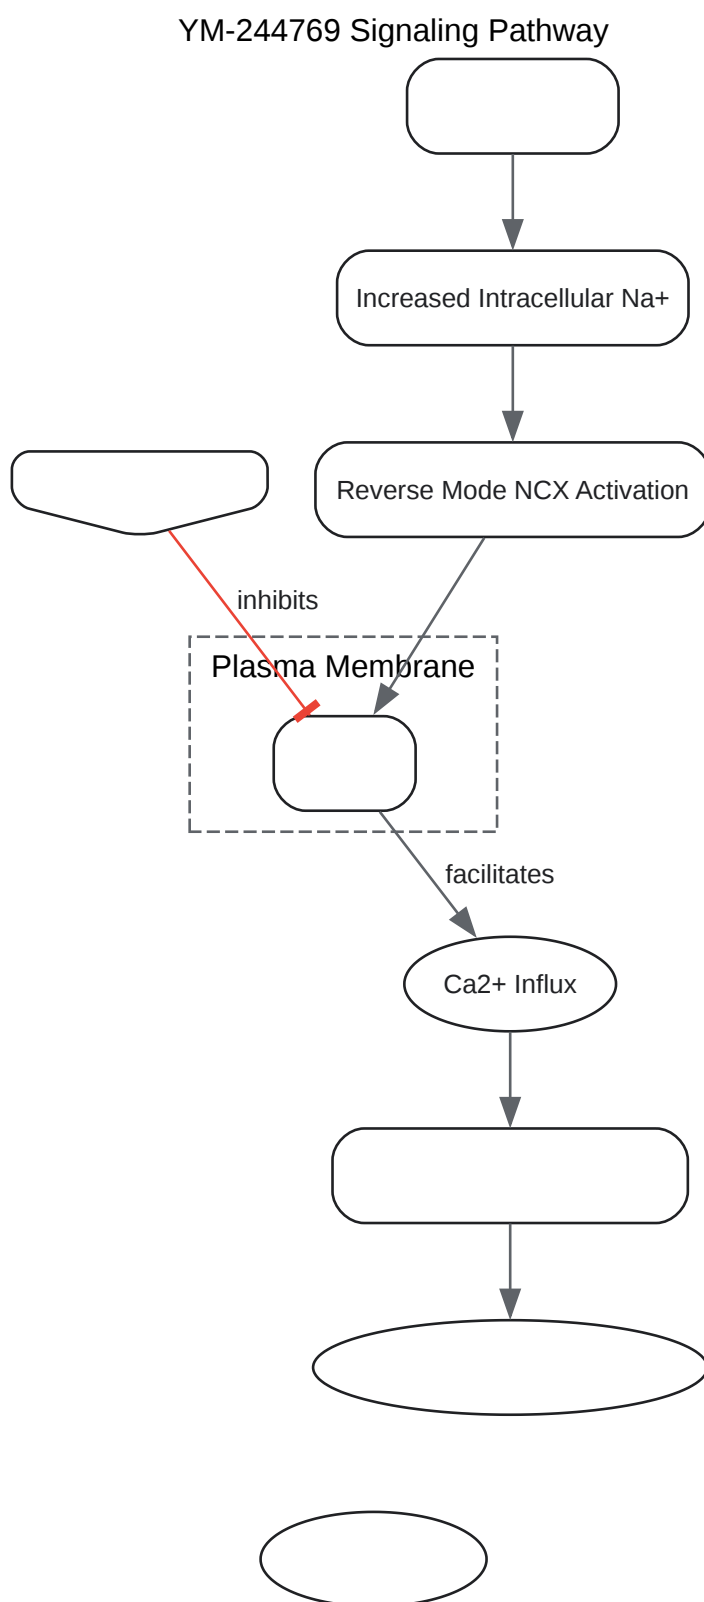 YM-244769 Signaling Pathway
Increased Intracellular Na+
Reverse Mode NCX Activation
inhibits
Plasma Membrane
facilitates
Ca2+ Influx